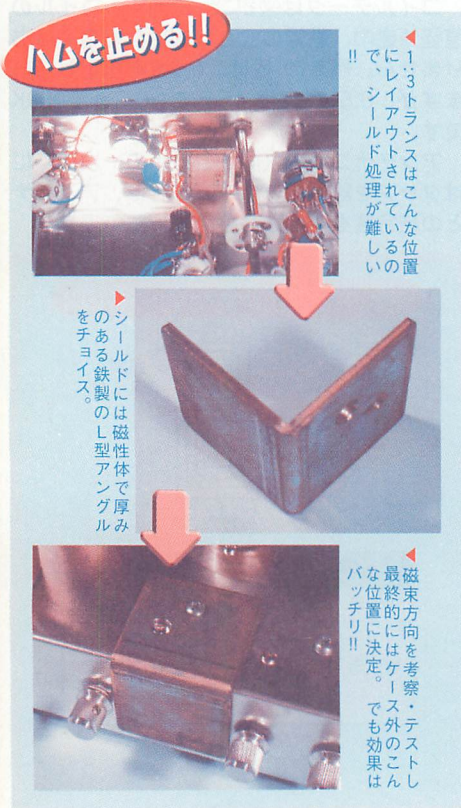 ハムを止める!!
◀1:3トランスはこんな位置
にレイアウトされているの
で、シールド処理が難しい
!!
▶シールドには磁性体で厚み
のある鉄製のL型アングル
をチョイス。
◀磁束方向を考察・テストし
最終的にはケース外のこん
な位置に決定。でも効果は
バッチリ!!